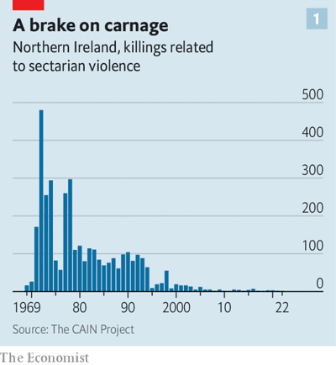 A brake on carnage
1
Northern Ireland, killings related
to sectarian violence
500
400
300
200
100
0
1969 80 90 2000 10 22
Source: The CAIN Project
The Economist